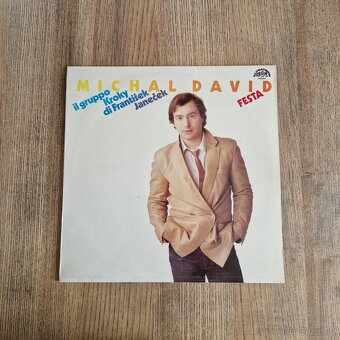 MICHAL DAVID
il gruppo
Kroky
di František
Janeček
FESTA